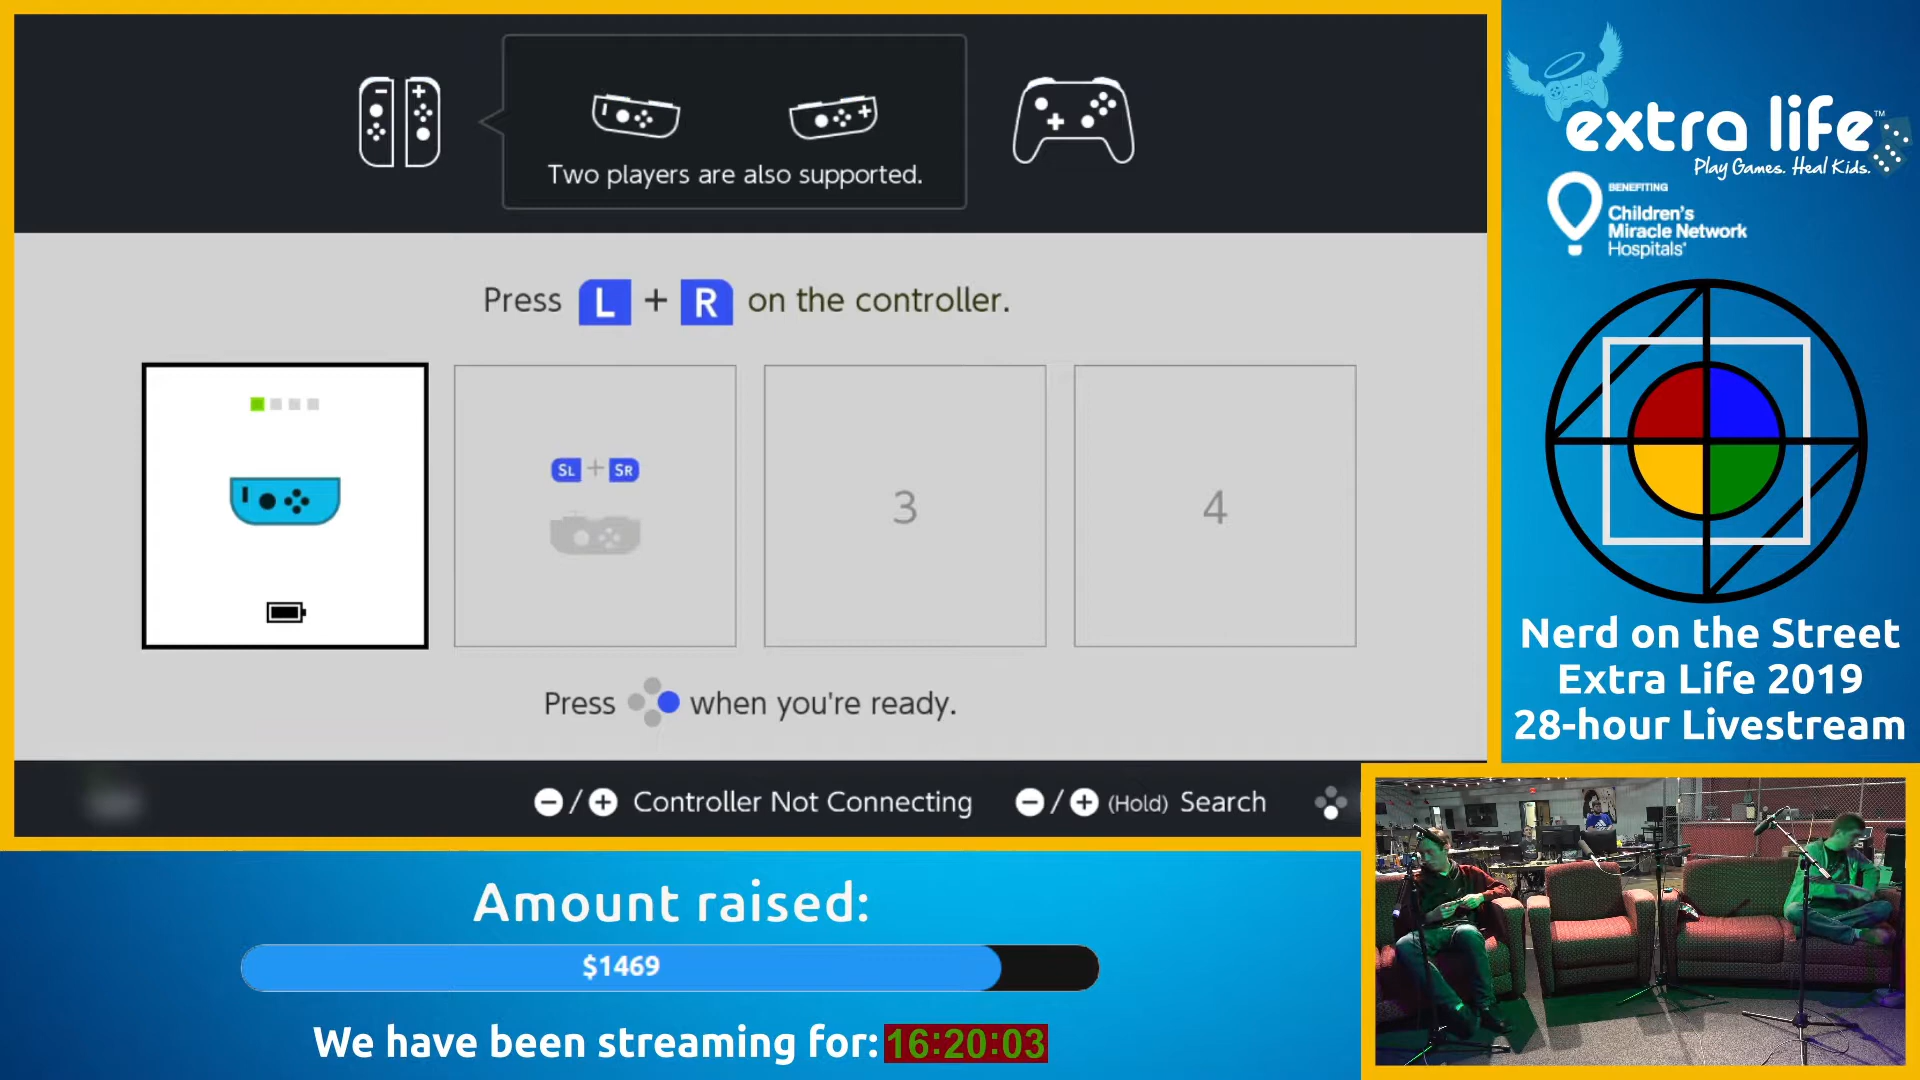 Two players are also supported.
Press L + R on the controller.
SL + SR
3
4
Press when you're ready.
/ Controller Not Connecting / (Hold) Search
extra life™
Play Games. Heal Kids.
BENEFITING
Children's
Miracle Network
Hospitals
Nerd on the Street
Extra Life 2019
28-hour Livestream
Amount raised:
$1469
We have been streaming for: 16:20:03